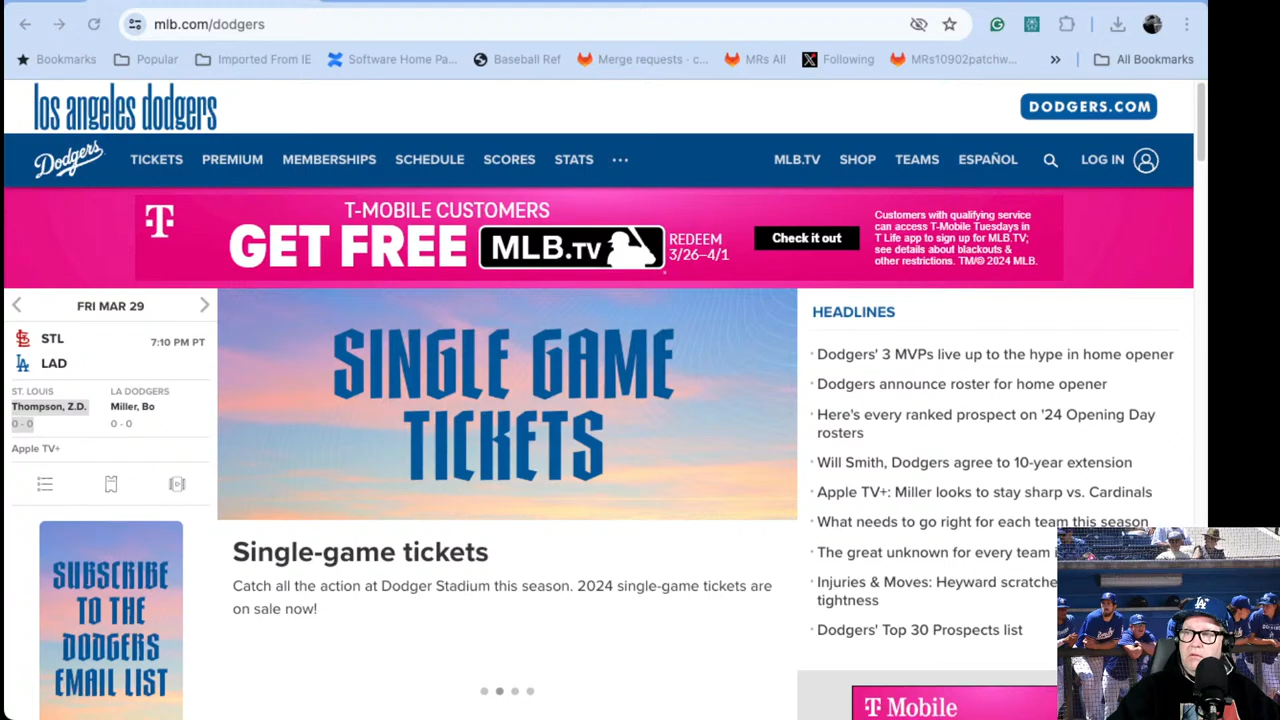 mlb.com/dodgers
Bookmarks
Popular
Imported From IE
Software Home Pa...
Baseball Ref
Merge requests · c...
MRs All
Following
MRs10902patchw...
»
All Bookmarks
los angeles dodgers
DODGERS.COM
Dodgers
TICKETS
PREMIUM
MEMBERSHIPS
SCHEDULE
SCORES
STATS
...
MLB.TV
SHOP
TEAMS
ESPAÑOL
LOG IN
T
T-MOBILE CUSTOMERS
GET FREE MLB.TV
REDEEM
3/26–4/1
Check it out
Customers with qualifying service
can access T-Mobile Tuesdays in
T Life app to sign up for MLB.TV;
see details about blackouts &
other restrictions. TM/© 2024 MLB.
FRI MAR 29
STL
LAD
7:10 PM PT
ST. LOUIS
Thompson, Z.D.
0 - 0
LA DODGERS
Miller, Bo
0 - 0
Apple TV+
SUBSCRIBE
TO THE
DODGERS
EMAIL LIST
SINGLE GAME
TICKETS
Single-game tickets
Catch all the action at Dodger Stadium this season. 2024 single-game tickets are
on sale now!
HEADLINES
Dodgers' 3 MVPs live up to the hype in home opener
Dodgers announce roster for home opener
Here's every ranked prospect on '24 Opening Day
rosters
Will Smith, Dodgers agree to 10-year extension
Apple TV+: Miller looks to stay sharp vs. Cardinals
What needs to go right for each team this season
The great unknown for every team
Injuries & Moves: Heyward scratche
tightness
Dodgers' Top 30 Prospects list
T Mobile
LA